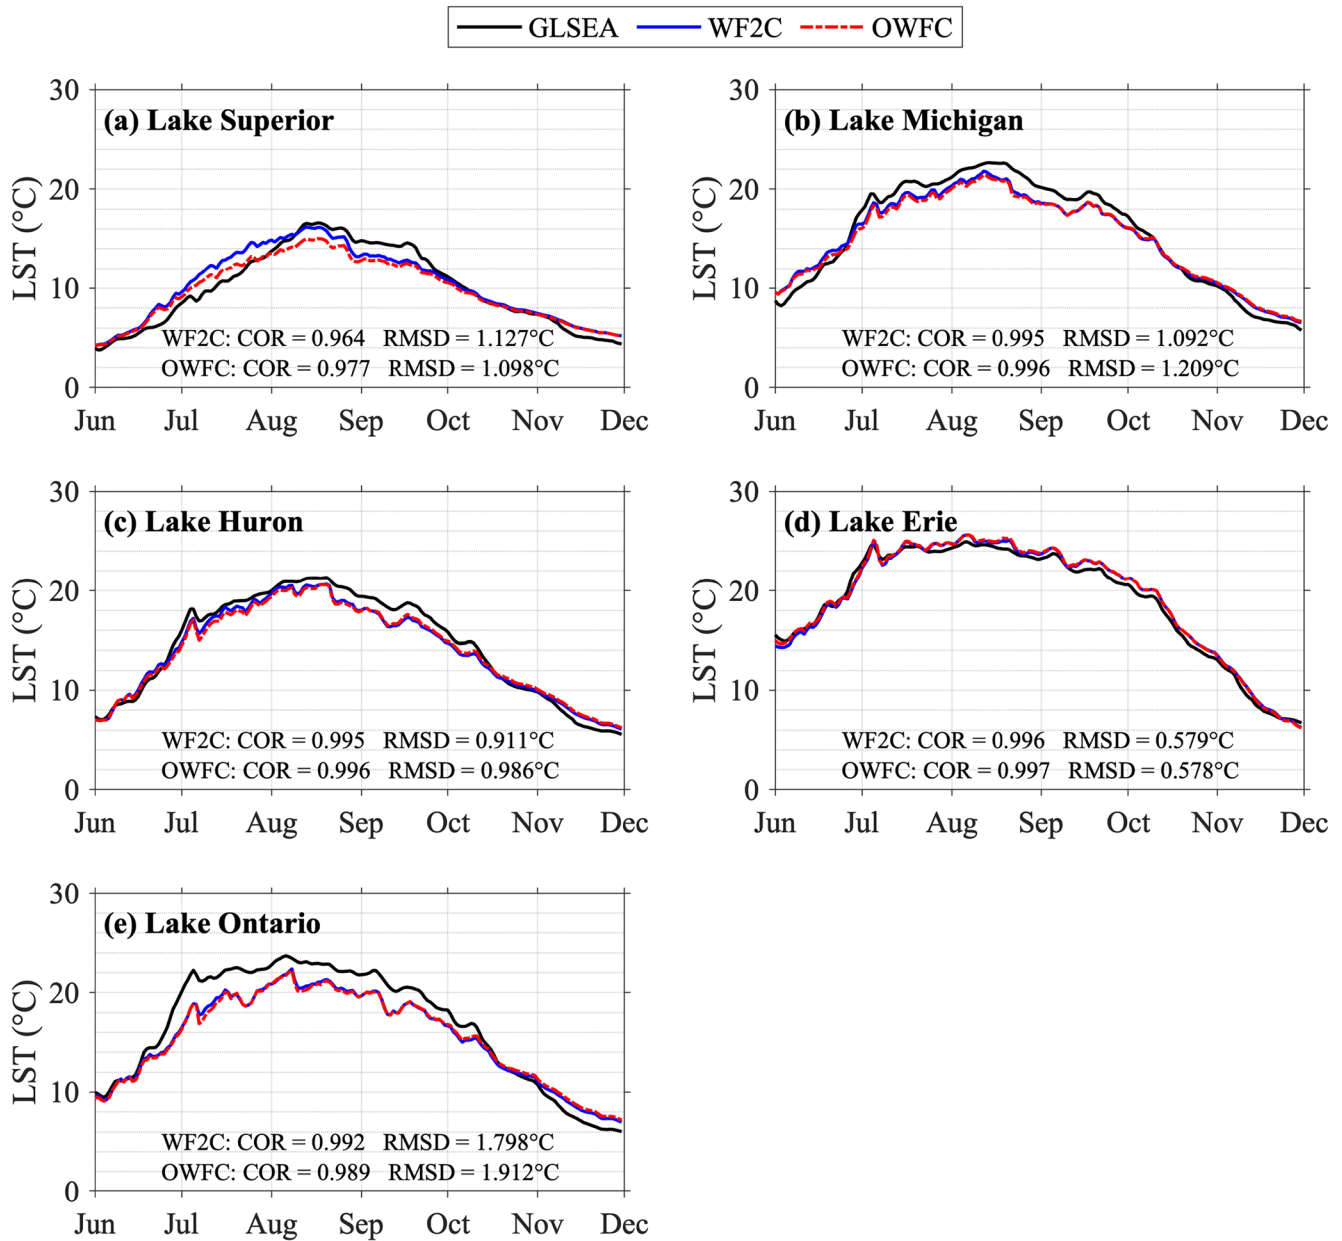 GLSEA WF2C OWFC
(a) Lake Superior
LST (°C)
30
20
10
0
WF2C: COR = 0.964 RMSD = 1.127°C
OWFC: COR = 0.977 RMSD = 1.098°C
Jun Jul Aug Sep Oct Nov Dec
(b) Lake Michigan
LST (°C)
30
20
10
0
WF2C: COR = 0.995 RMSD = 1.092°C
OWFC: COR = 0.996 RMSD = 1.209°C
Jun Jul Aug Sep Oct Nov Dec
(c) Lake Huron
LST (°C)
30
20
10
0
WF2C: COR = 0.995 RMSD = 0.911°C
OWFC: COR = 0.996 RMSD = 0.986°C
Jun Jul Aug Sep Oct Nov Dec
(d) Lake Erie
LST (°C)
30
20
10
0
WF2C: COR = 0.996 RMSD = 0.579°C
OWFC: COR = 0.997 RMSD = 0.578°C
Jun Jul Aug Sep Oct Nov Dec
(e) Lake Ontario
LST (°C)
30
20
10
0
WF2C: COR = 0.992 RMSD = 1.798°C
OWFC: COR = 0.989 RMSD = 1.912°C
Jun Jul Aug Sep Oct Nov Dec